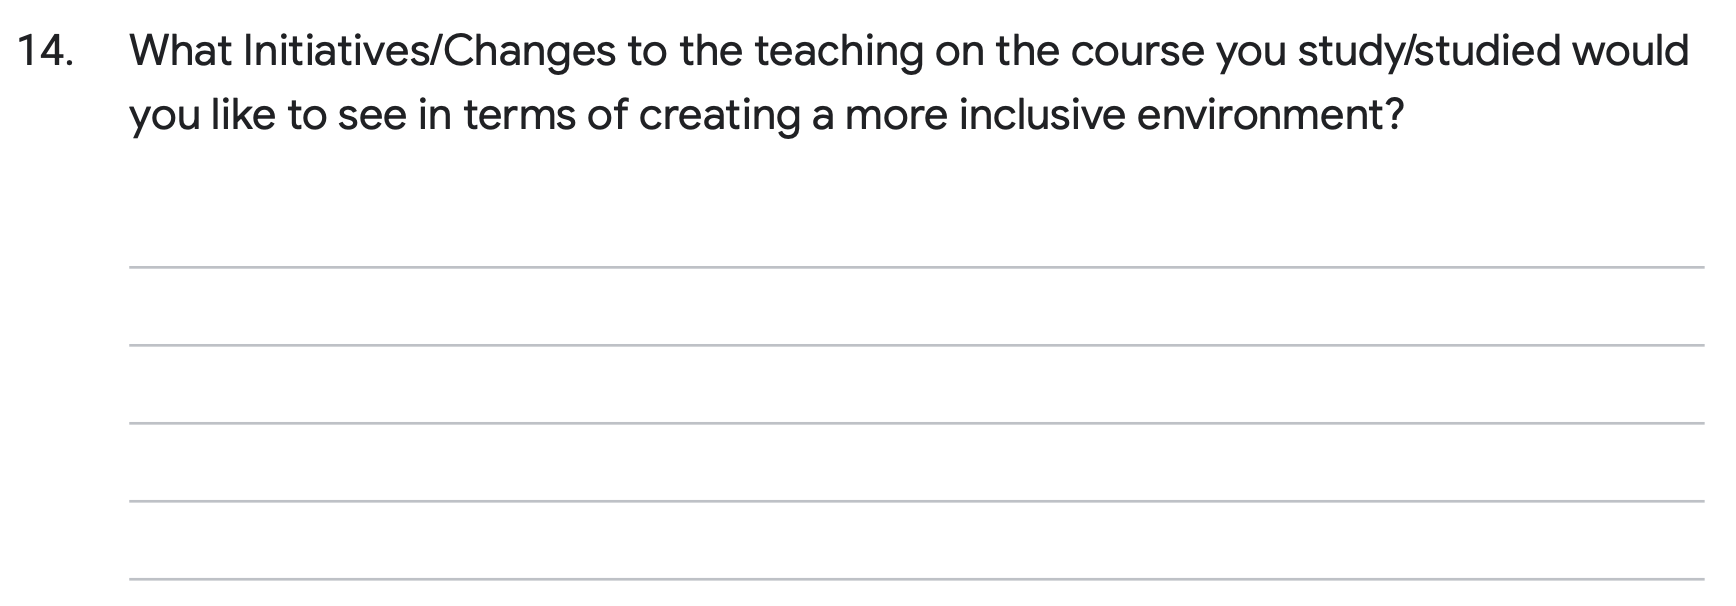 14. What Initiatives/Changes to the teaching on the course you study/studied would
you like to see in terms of creating a more inclusive environment?